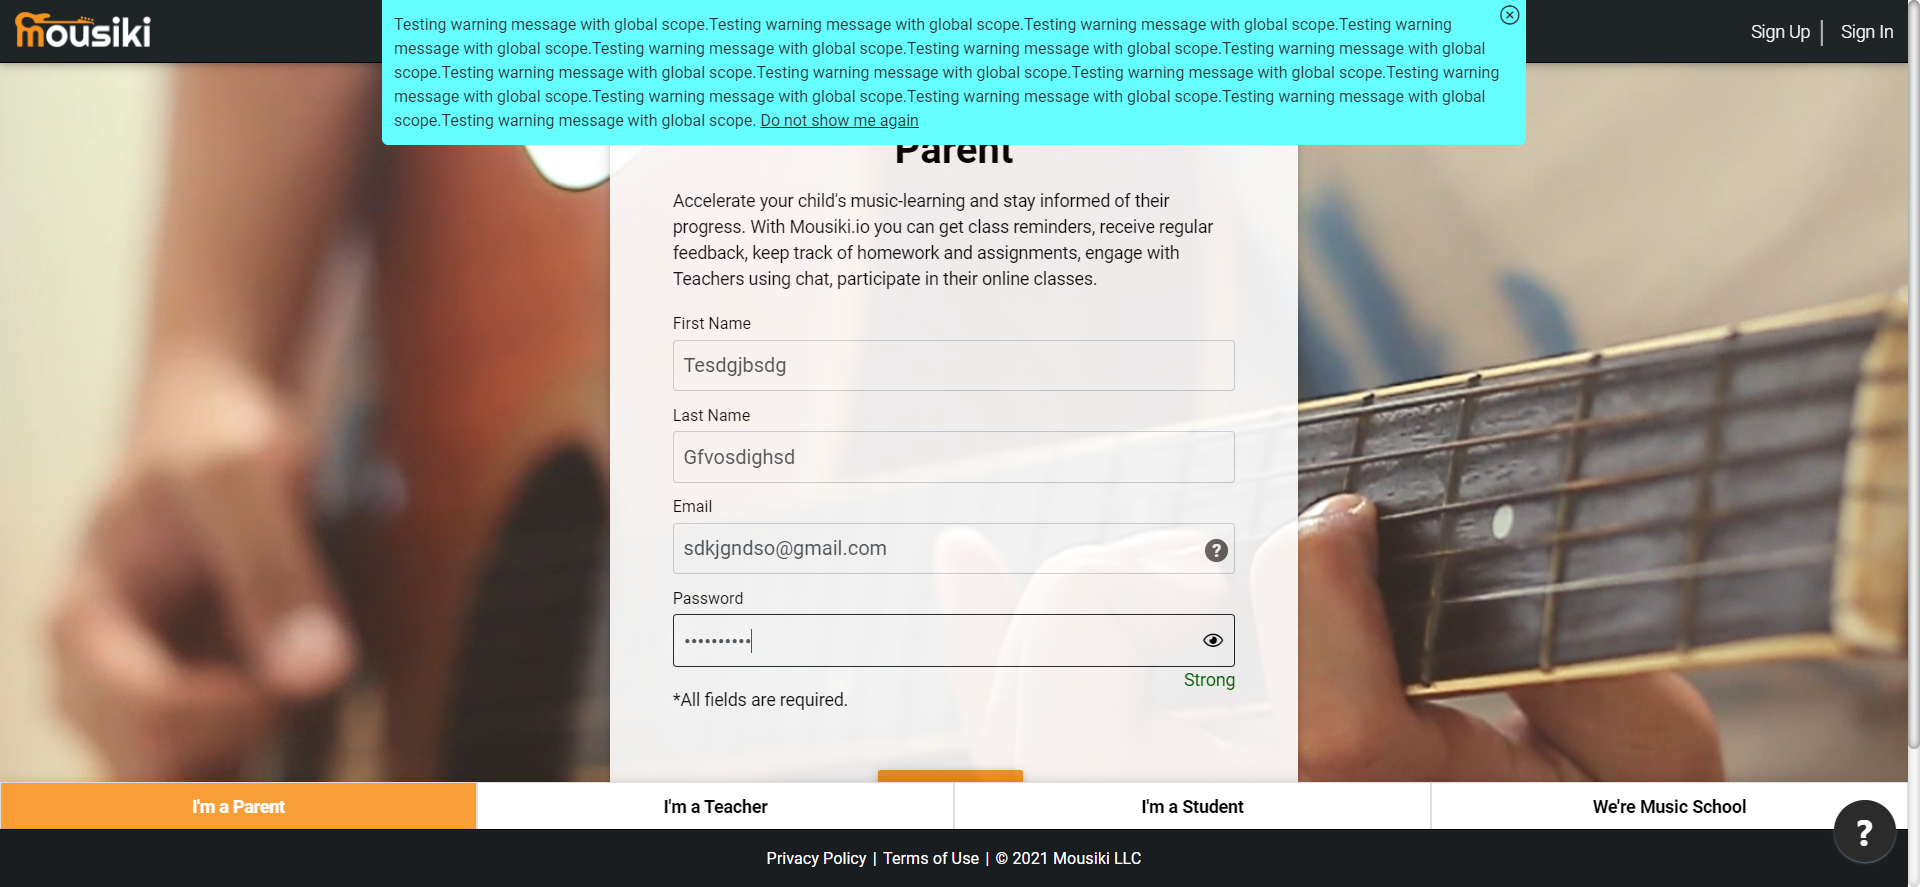 mousiki
Sign Up
Sign In
Testing warning message with global scope.Testing warning message with global scope.Testing warning message with global scope.Testing warning
message with global scope.Testing warning message with global scope.Testing warning message with global scope.Testing warning message with global
scope.Testing warning message with global scope.Testing warning message with global scope.Testing warning message with global scope.Testing warning
message with global scope.Testing warning message with global scope.Testing warning message with global scope.Testing warning message with global
scope.Testing warning message with global scope. Do not show me again
Parent
Accelerate your child's music-learning and stay informed of their
progress. With Mousiki.io you can get class reminders, receive regular
feedback, keep track of homework and assignments, engage with
Teachers using chat, participate in their online classes.
First Name
Tesdgjbsdg
Last Name
Gfvosdighsd
Email
sdkjgndso@gmail.com
?
Password
••••••••••
Strong
*All fields are required.
I'm a Parent
I'm a Teacher
I'm a Student
We're Music School
?
Privacy Policy | Terms of Use | © 2021 Mousiki LLC